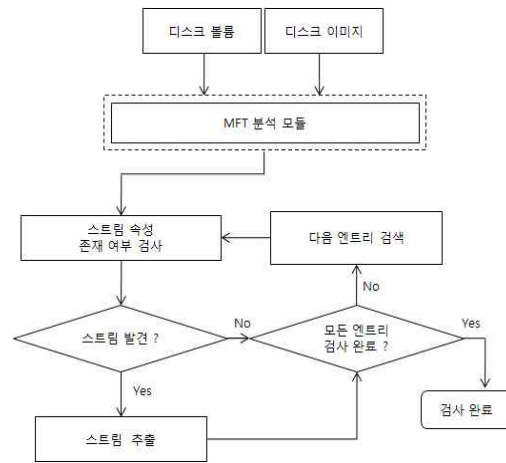 디스크 볼륨
디스크 이미지
MFT 분석 모듈
스트림 속성
존재 여부 검사
다음 엔트리 검색
No
스트림 발견 ?
No
모든 엔트리
검사 완료 ?
Yes
Yes
검사 완료
스트림 추출